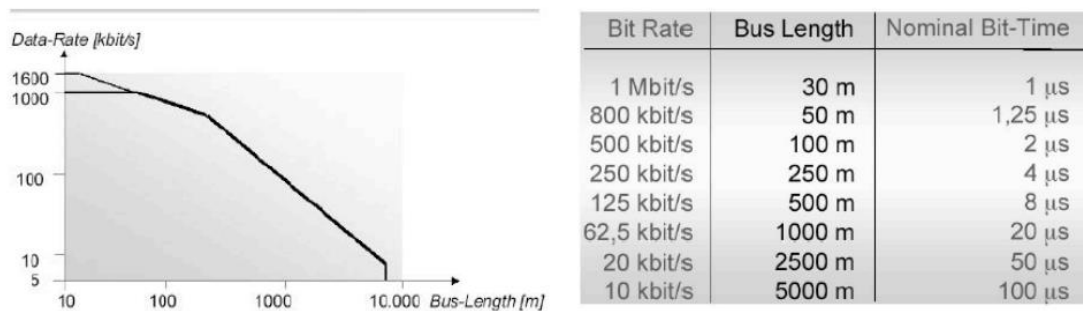 Data-Rate [kbit/s]
1600
1000
100
10
5
10 100 1000 10.000 Bus-Length [m]
Bit Rate Bus Length Nominal Bit-Time
1 Mbit/s 30 m 1 µs
800 kbit/s 50 m 1,25 µs
500 kbit/s 100 m 2 µs
250 kbit/s 250 m 4 µs
125 kbit/s 500 m 8 µs
62,5 kbit/s 1000 m 20 µs
20 kbit/s 2500 m 50 µs
10 kbit/s 5000 m 100 µs